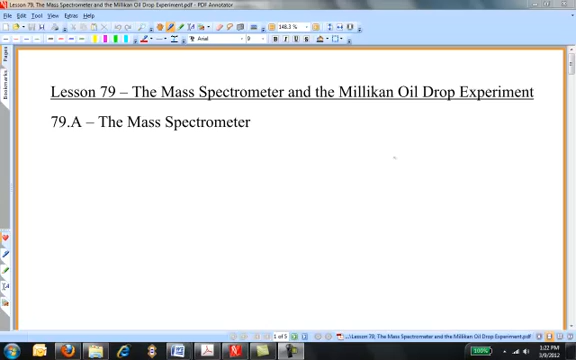 Lesson 79, The Mass Spectrometer and the Millikan Oil Drop Experiment.pdf - PDF Annotator
File Edit Tool View Extras Help
148.3 %
Arial
9
B I U S
Pages
Bookmarks
Lesson 79 – The Mass Spectrometer and the Millikan Oil Drop Experiment
79.A – The Mass Spectrometer
1 of 5
...\Lesson 79, The Mass Spectrometer and the Millikan Oil Drop Experiment.pdf
100%
3:22 PM
3/9/2012